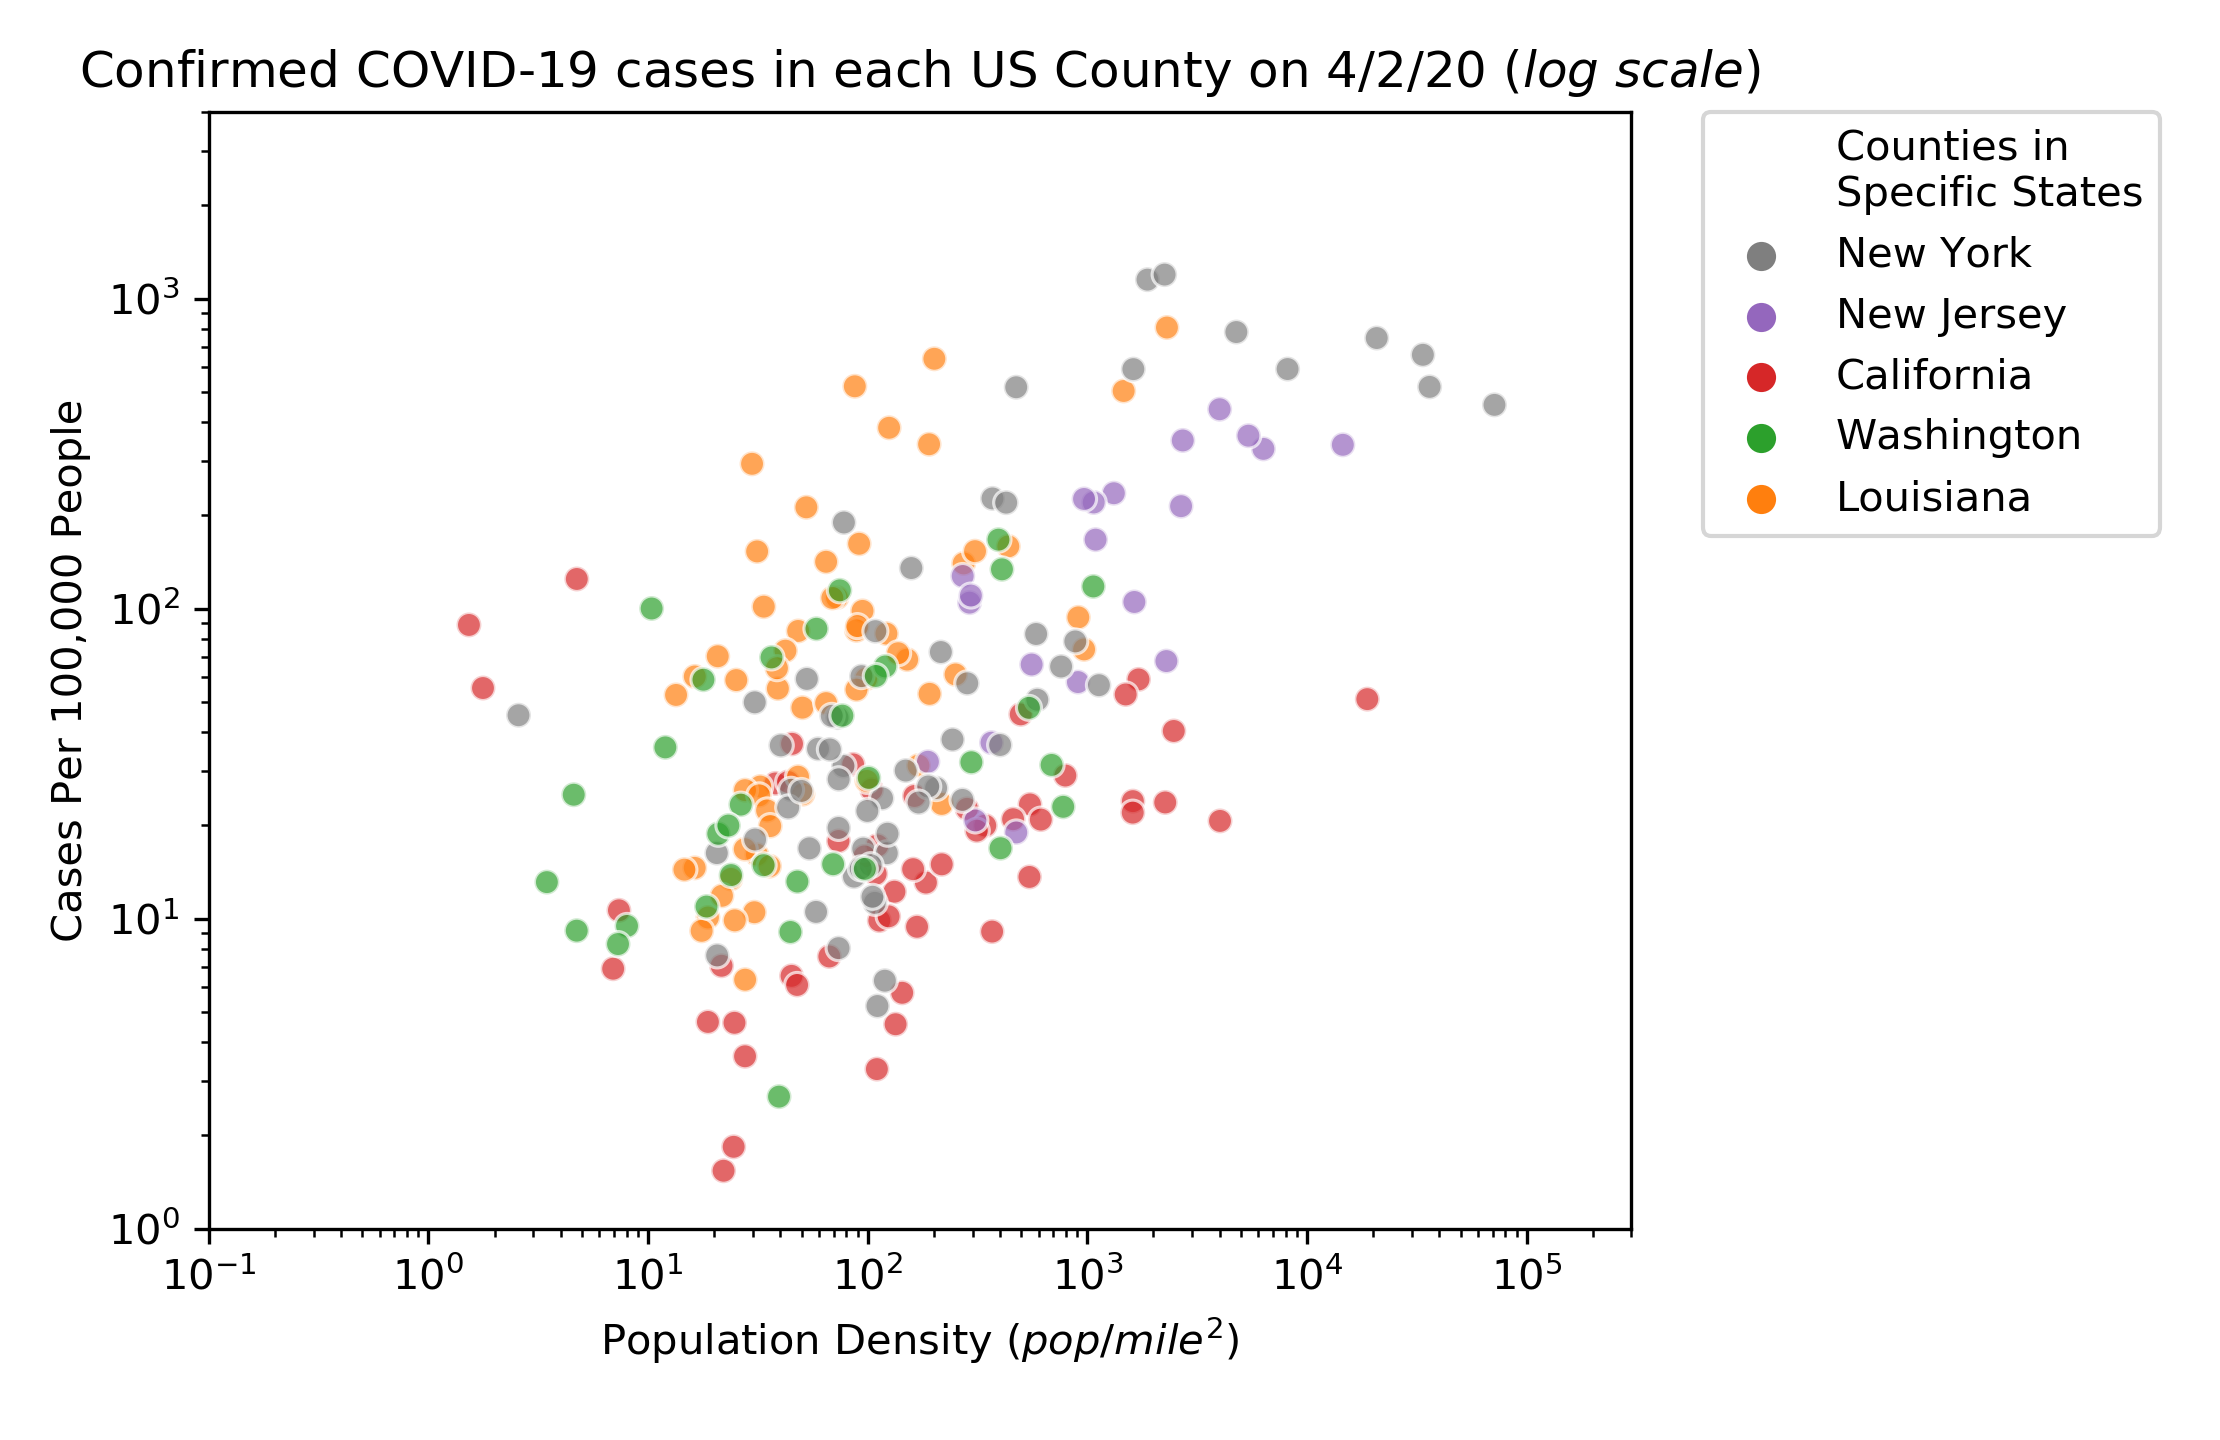 Confirmed COVID-19 cases in each US County on 4/2/20 (log scale)
Counties in
Specific States
New York
New Jersey
California
Washington
Louisiana
Cases Per 100,000 People
10³
10²
10¹
10⁰
10⁻¹ 10⁰ 10¹ 10² 10³ 10⁴ 10⁵
Population Density (pop/mile²)